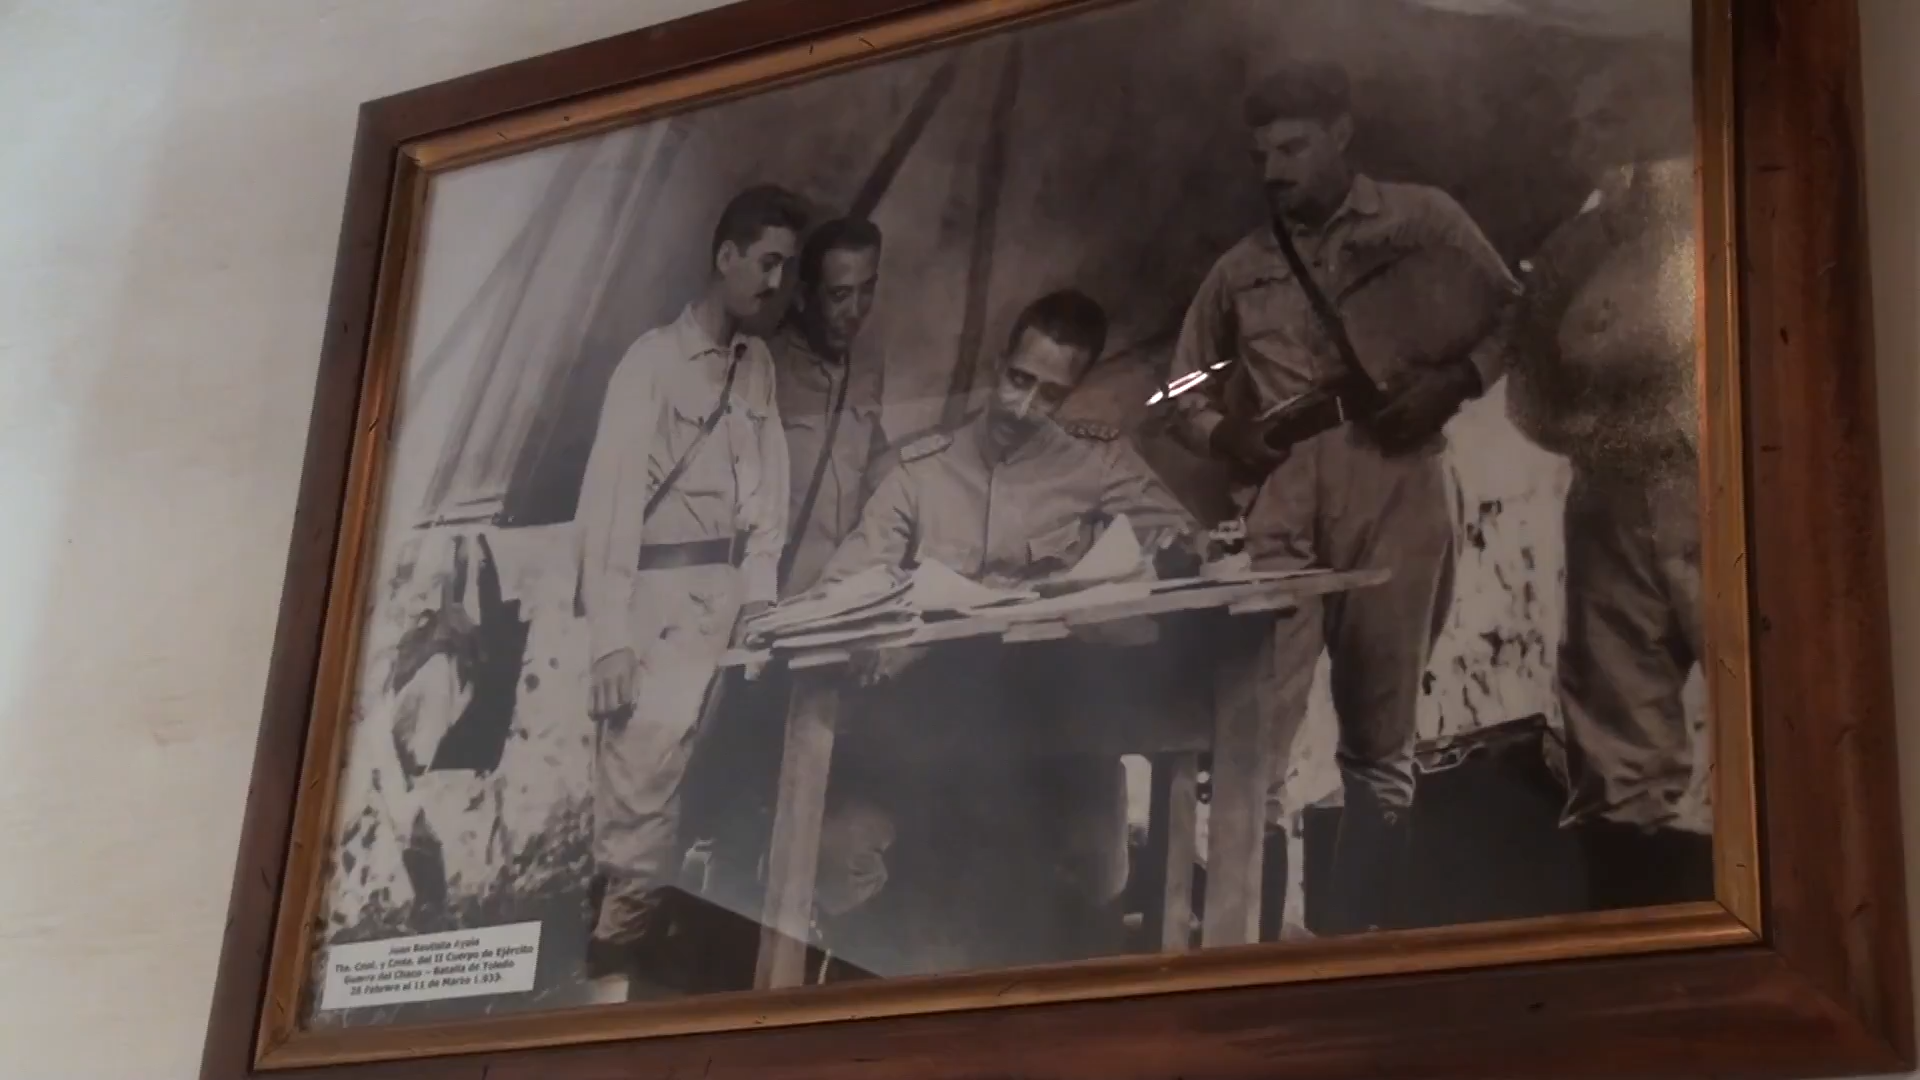 Juan Bautista Ayala
Tte. Cnel. y Cmte. del II Cuerpo de Ejército
Guerra del Chaco - Batalla de Toledo
26 Febrero al 11 de Marzo 1.933.